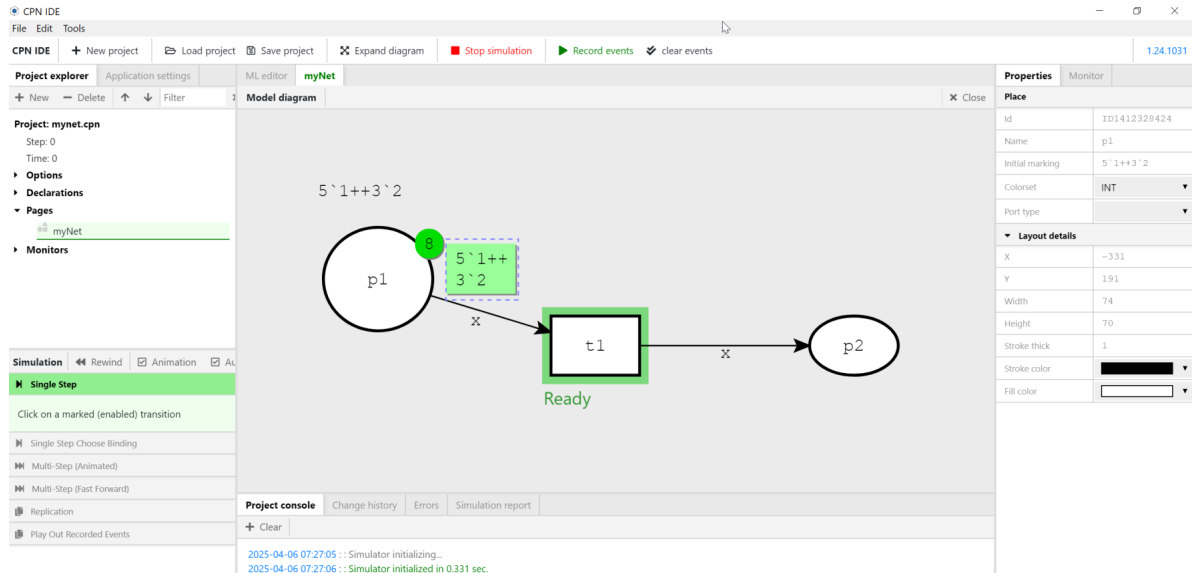 CPN IDE
File Edit Tools
CPN IDE + New project Load project Save project Expand diagram Stop simulation Record events clear events 1.24.1031
Project explorer Application settings
+ New − Delete ↑ ↓ Filter
Project: mynet.cpn
Step: 0
Time: 0
Options
Declarations
Pages
myNet
Monitors
Simulation Rewind Animation Au
Single Step
Click on a marked (enabled) transition
Single Step Choose Binding
Multi-Step (Animated)
Multi-Step (Fast Forward)
Replication
Play Out Recorded Events
ML editor myNet
Model diagram × Close
5`1++3`2
8
5`1++
3`2
p1
x
t1
x
p2
Ready
Project console Change history Errors Simulation report
+ Clear
2025-04-06 07:27:05 : : Simulator initializing...
2025-04-06 07:27:06 : : Simulator initialized in 0.331 sec.
Properties Monitor
Place
Id ID1412328424
Name p1
Initial marking 5`1++3`2
Colorset INT
Port type
Layout details
X -331
Y 191
Width 74
Height 70
Stroke thick 1
Stroke color
Fill color